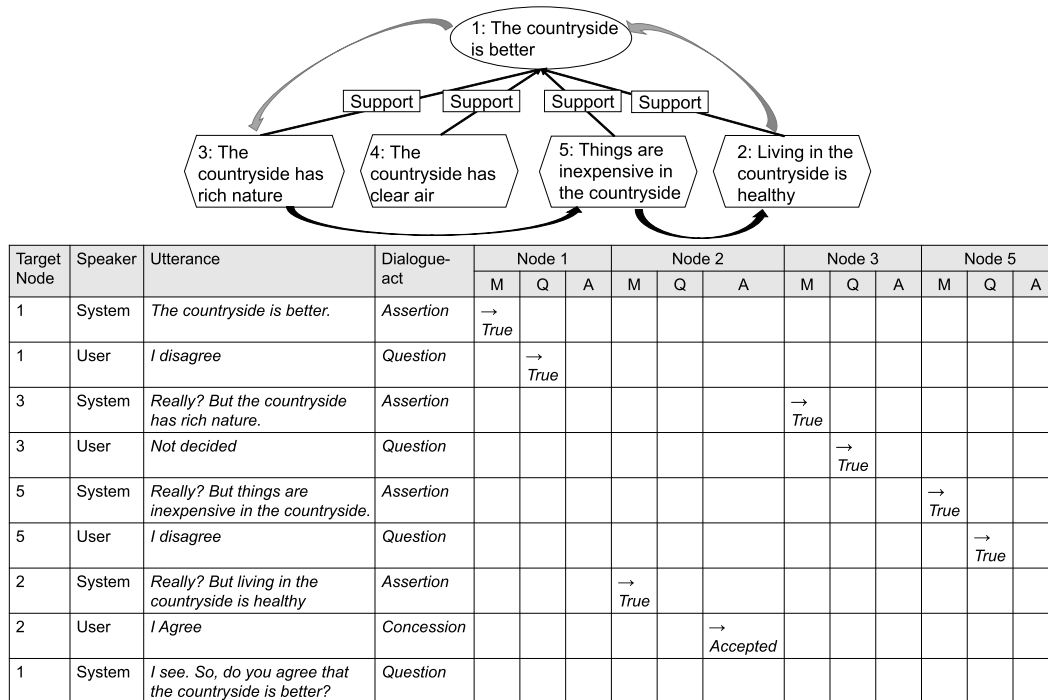 1: The countryside
is better
Support Support Support Support
3: The
countryside has
rich nature
4: The
countryside has
clear air
5: Things are
inexpensive in
the countryside
2: Living in the
countryside is
healthy
Target
Node Speaker Utterance Dialogue-
act Node 1 Node 2 Node 3 Node 5
M Q A M Q A M Q A M Q A
1 System The countryside is better. Assertion →
True
1 User I disagree Question →
True
3 System Really? But the countryside
has rich nature. Assertion →
True
3 User Not decided Question →
True
5 System Really? But things are
inexpensive in the countryside. Assertion →
True
5 User I disagree Question →
True
2 System Really? But living in the
countryside is healthy Assertion →
True
2 User I Agree Concession →
Accepted
1 System I see. So, do you agree that
the countryside is better? Question